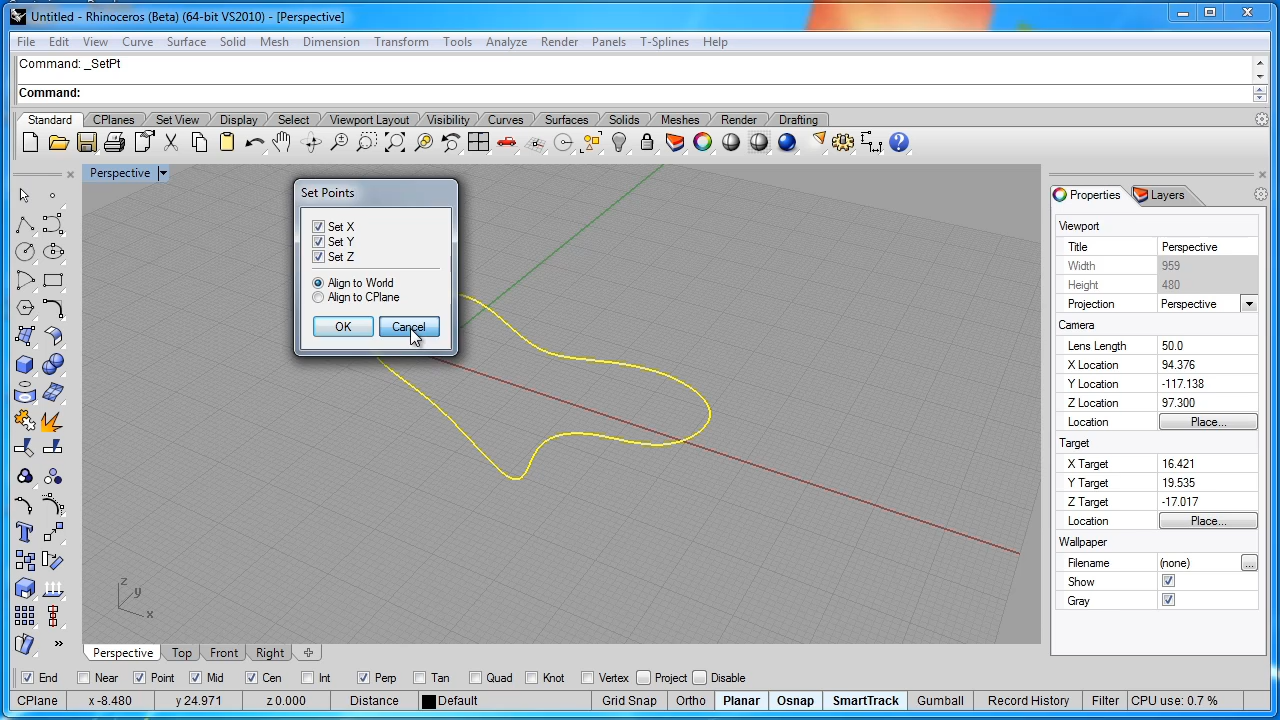 Untitled - Rhinoceros (Beta) (64-bit VS2010) - [Perspective]
File Edit View Curve Surface Solid Mesh Dimension Transform Tools Analyze Render Panels T-Splines Help
Command: _SetPt
Command:
Standard CPlanes Set View Display Select Viewport Layout Visibility Curves Surfaces Solids Meshes Render Drafting
Perspective
Set Points
Set X
Set Y
Set Z
Align to World
Align to CPlane
OK Cancel
z
y
x
Properties Layers
Viewport
Title Perspective
Width 959
Height 480
Projection Perspective
Camera
Lens Length 50.0
X Location 94.376
Y Location -117.138
Z Location 97.300
Location Place...
Target
X Target 16.421
Y Target 19.535
Z Target -17.017
Location Place...
Wallpaper
Filename (none) ...
Show
Gray
Perspective Top Front Right
End Near Point Mid Cen Int Perp Tan Quad Knot Vertex Project Disable
CPlane x -8.480 y 24.971 z 0.000 Distance Default Grid Snap Ortho Planar Osnap SmartTrack Gumball Record History Filter CPU use: 0.7 %